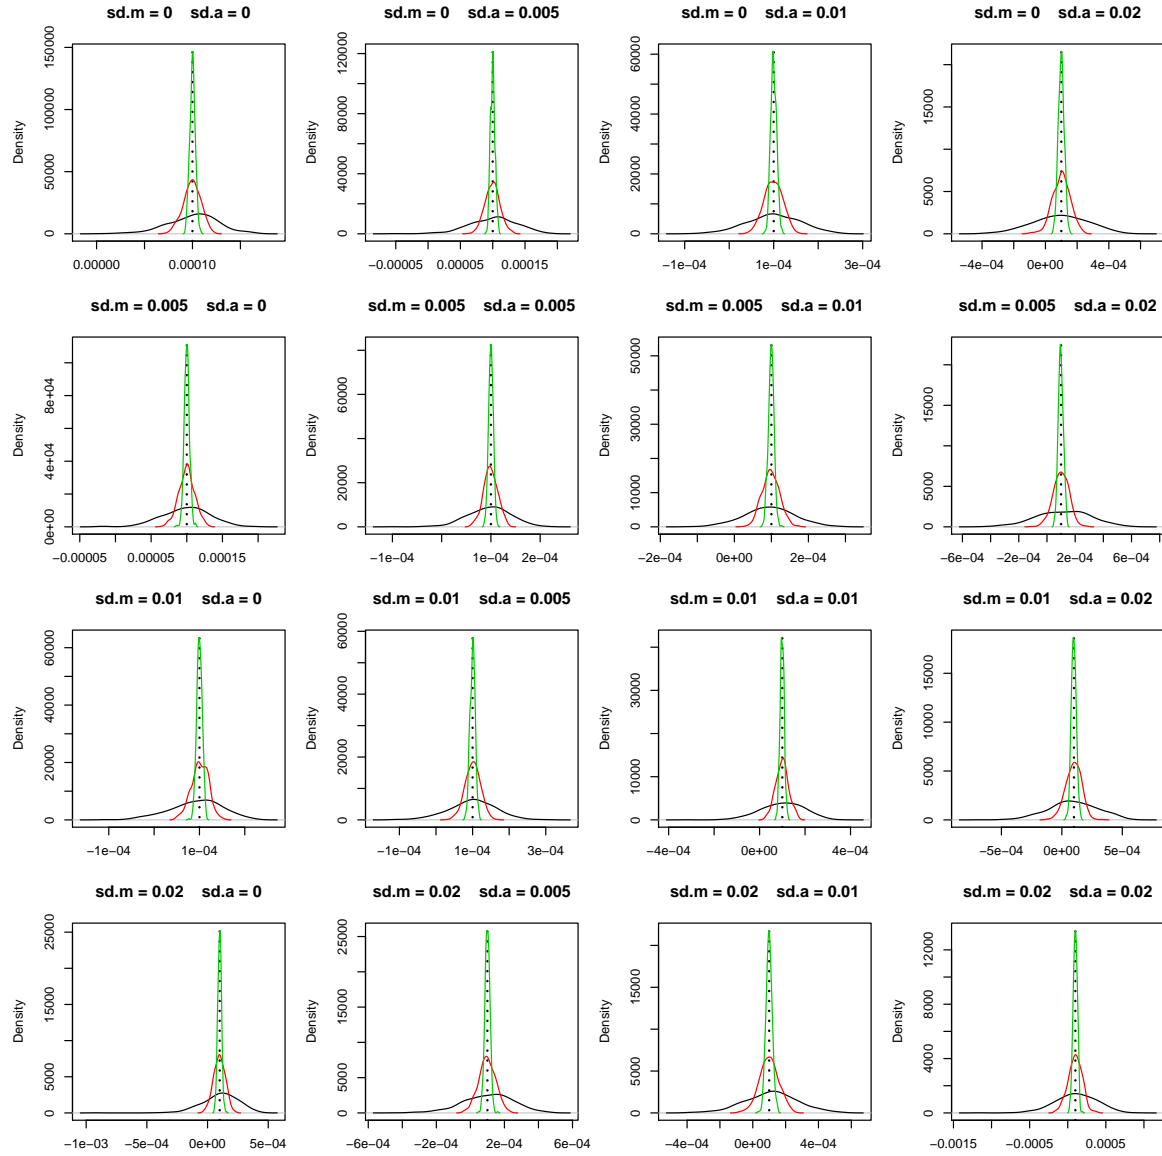 sd.m = 0 sd.a = 0
sd.m = 0 sd.a = 0.005
sd.m = 0 sd.a = 0.01
sd.m = 0 sd.a = 0.02
Density
0 50000 100000 150000
0.00000 0.00010
Density
0 40000 80000 120000
−0.00005 0.00005 0.00015
Density
0 20000 40000 60000
−1e−04 1e−04 3e−04
Density
0 5000 15000
−4e−04 0e+00 4e−04
sd.m = 0.005 sd.a = 0
sd.m = 0.005 sd.a = 0.005
sd.m = 0.005 sd.a = 0.01
sd.m = 0.005 sd.a = 0.02
Density
0e+00 4e+04 8e+04
−0.00005 0.00005 0.00015
Density
0 20000 60000
−1e−04 1e−04 2e−04
Density
0 10000 30000 50000
−2e−04 0e+00 2e−04
Density
0 5000 15000
−6e−04 −2e−04 2e−04 6e−04
sd.m = 0.01 sd.a = 0
sd.m = 0.01 sd.a = 0.005
sd.m = 0.01 sd.a = 0.01
sd.m = 0.01 sd.a = 0.02
Density
0 20000 40000 60000
−1e−04 1e−04
Density
0 20000 40000 60000
−1e−04 1e−04 3e−04
Density
0 10000 30000
−4e−04 0e+00 4e−04
Density
0 5000 10000 15000
−5e−04 0e+00 5e−04
sd.m = 0.02 sd.a = 0
sd.m = 0.02 sd.a = 0.005
sd.m = 0.02 sd.a = 0.01
sd.m = 0.02 sd.a = 0.02
Density
0 5000 15000 25000
−1e−03 0e+00 5e−04
Density
0 5000 15000 25000
−6e−04 −2e−04 2e−04 6e−04
Density
0 5000 15000
−4e−04 0e+00 4e−04
Density
0 4000 8000 12000
−0.0015 −0.0005 0.0005